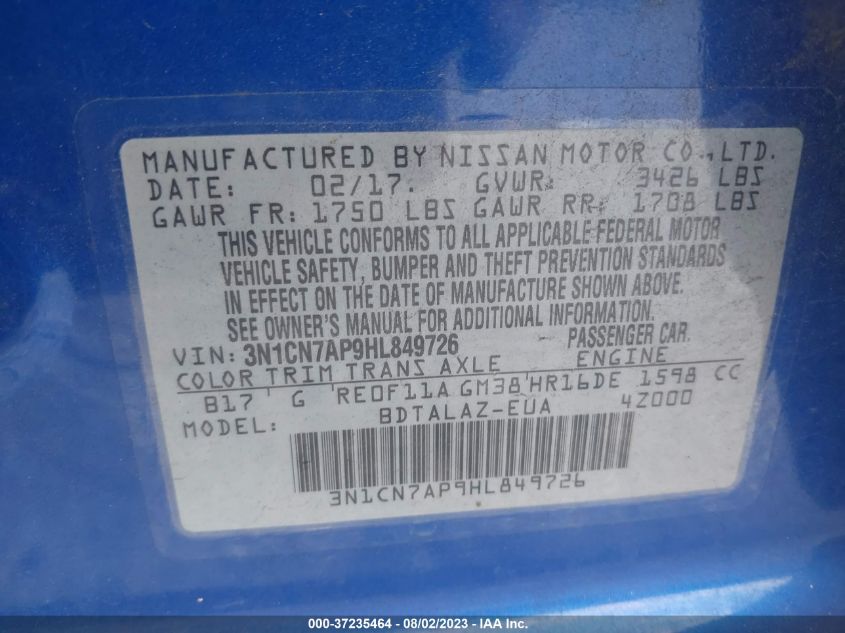 MANUFACTURED BY NISSAN MOTOR CO.,LTD.
DATE: 02/17. GVWR: 3426 LBS
GAWR FR: 1750 LBS GAWR RR: 1708 LBS
THIS VEHICLE CONFORMS TO ALL APPLICABLE FEDERAL MOTOR
VEHICLE SAFETY, BUMPER AND THEFT PREVENTION STANDARDS
IN EFFECT ON THE DATE OF MANUFACTURE SHOWN ABOVE.
SEE OWNER'S MANUAL FOR ADDITIONAL INFORMATION.
VIN: 3N1CN7AP9HL849726 PASSENGER CAR.
COLOR TRIM TRANS AXLE ENGINE
B17 G RE0F11A GM38 HR16DE 1598 CC
MODEL: BDTALAZ-EUA 4Z000
3N1CN7AP9HL849726
000-37235464 - 08/02/2023 - IAA Inc.